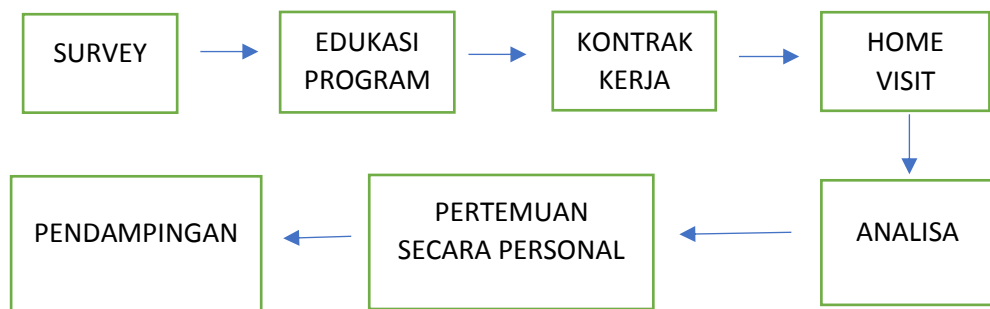 SURVEY
EDUKASI
PROGRAM
KONTRAK
KERJA
HOME
VISIT
ANALISA
PERTEMUAN
SECARA PERSONAL
PENDAMPINGAN